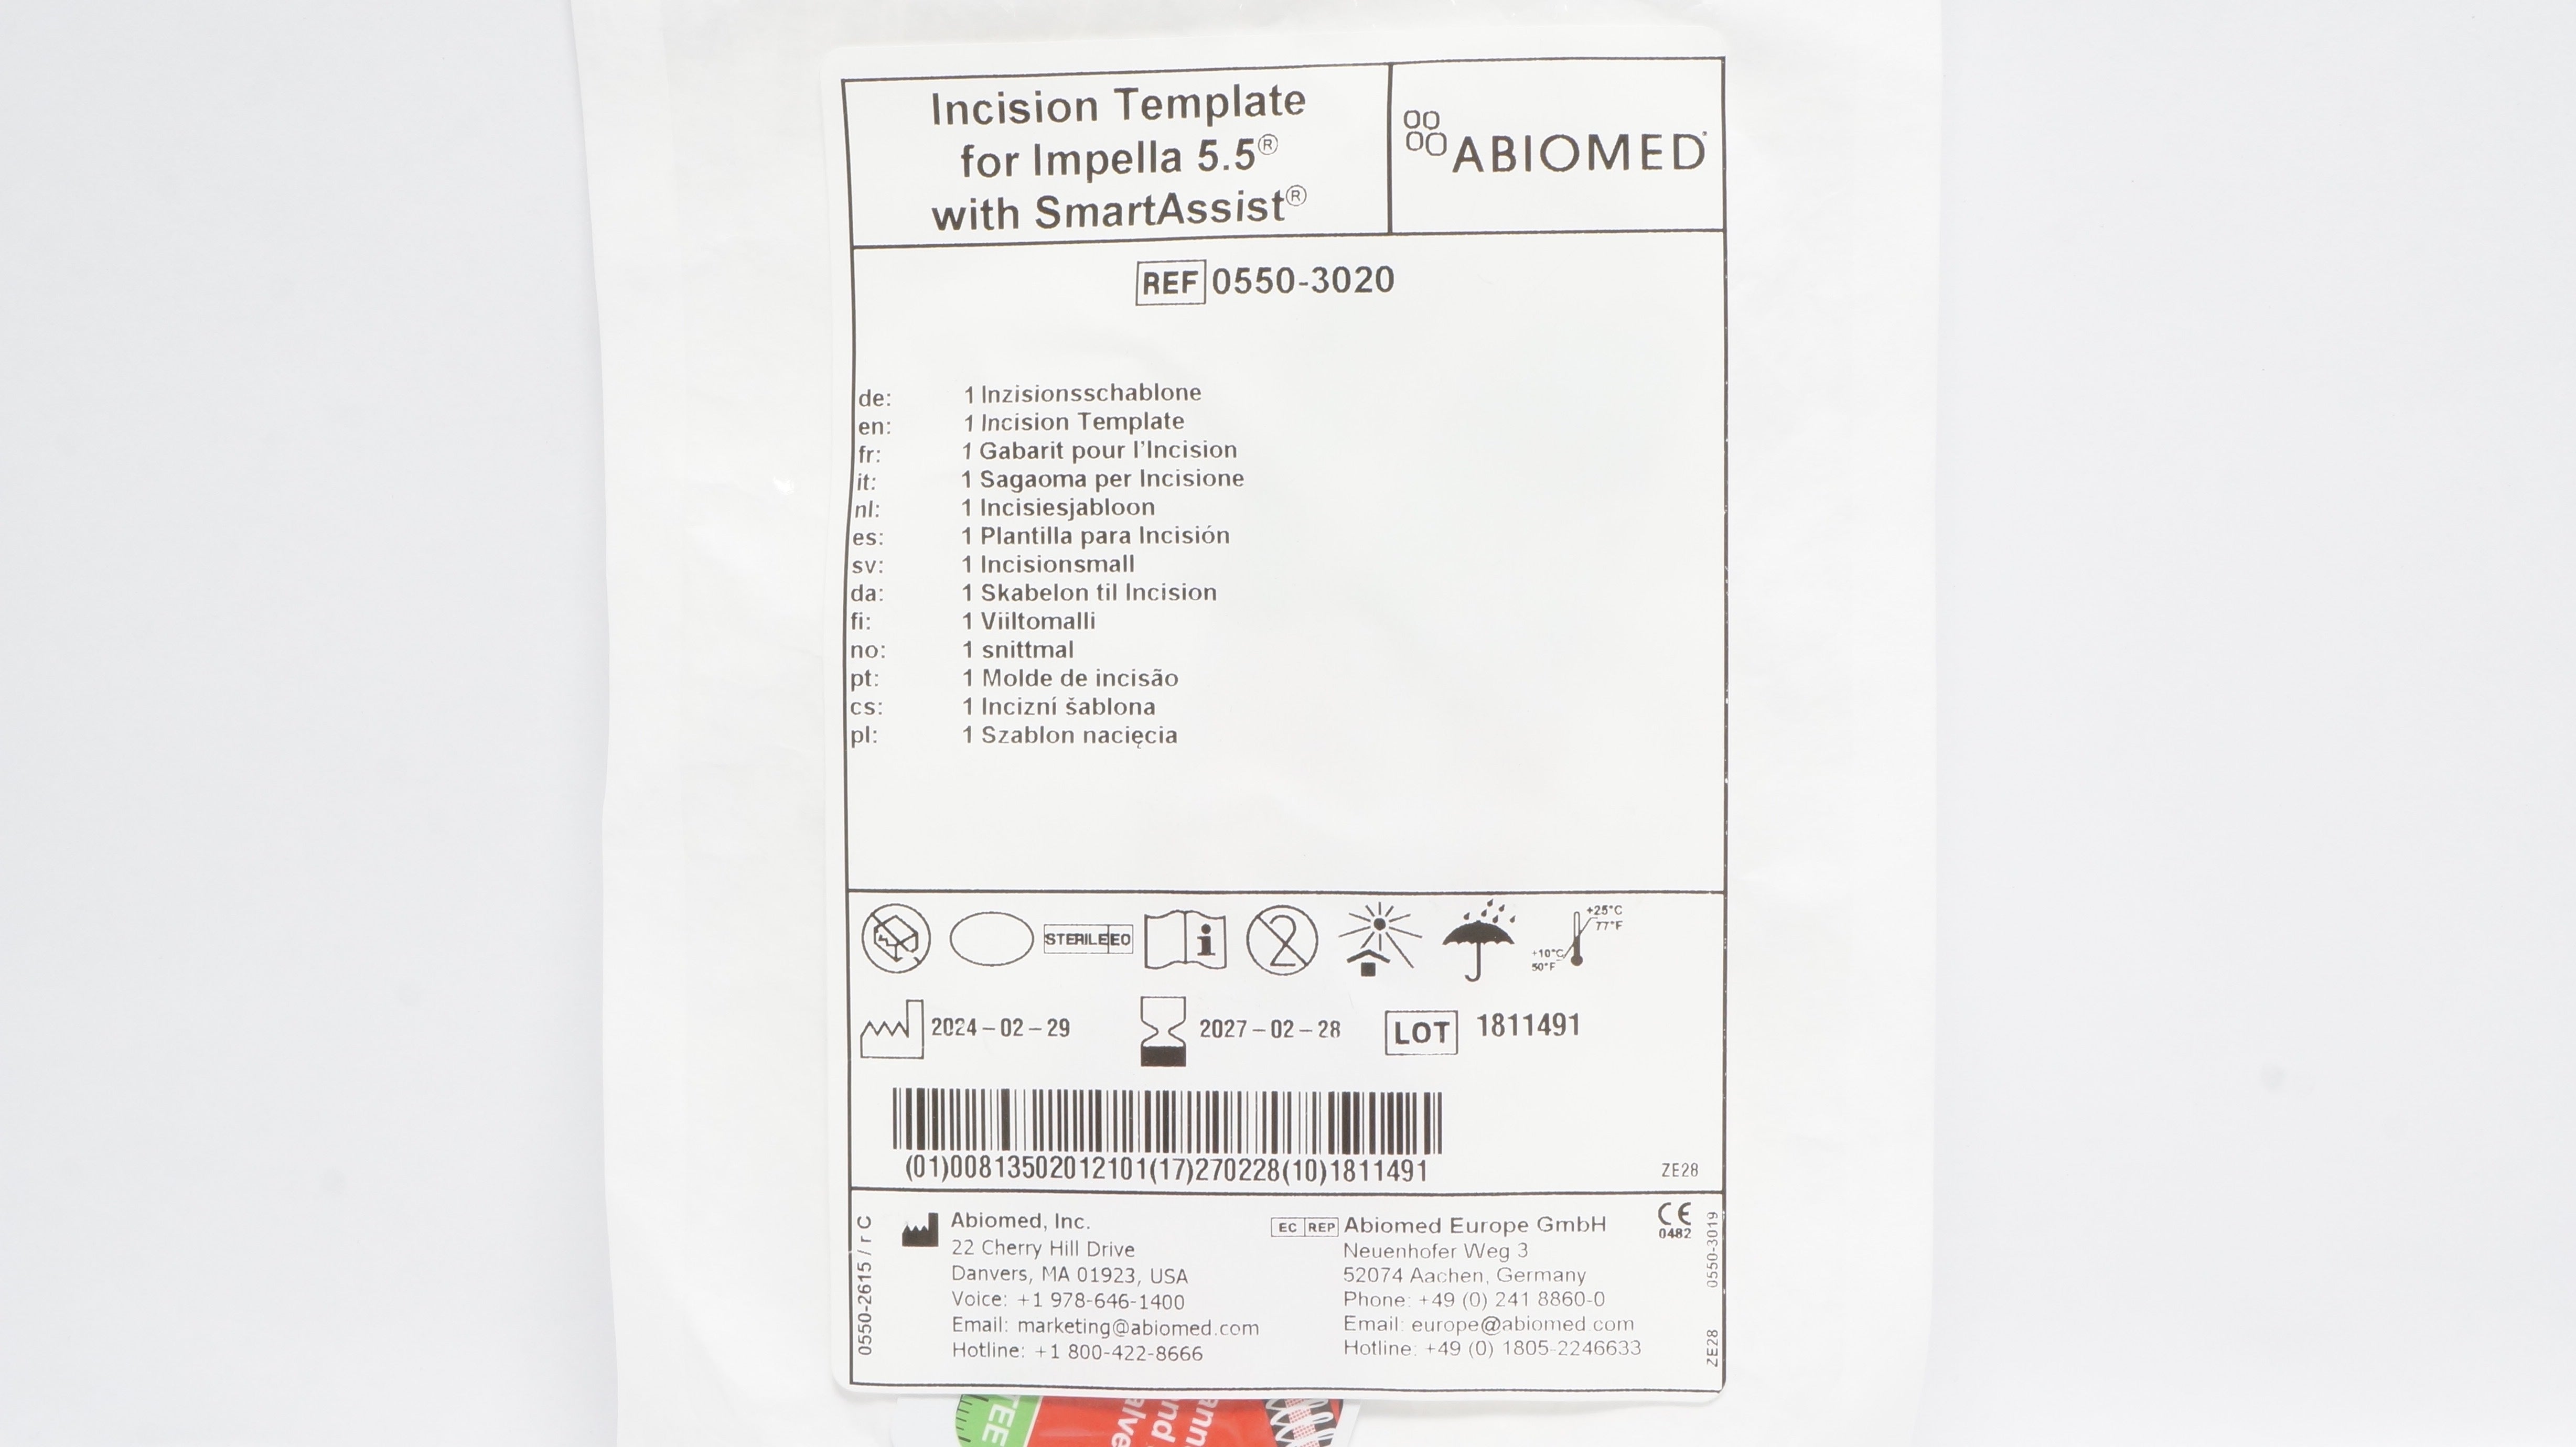 Incision Template
for Impella 5.5®
with SmartAssist®
ABIOMED
REF 0550-3020
de: 1 Inzisionsschablone
en: 1 Incision Template
fr: 1 Gabarit pour l'Incision
it: 1 Sagaoma per Incisione
nl: 1 Incisiesjabloon
es: 1 Plantilla para Incisión
sv: 1 Incisionsmall
da: 1 Skabelon til Incision
fi: 1 Viiltomalli
no: 1 snittmal
pt: 1 Molde de incisão
cs: 1 Incizní šablona
pl: 1 Szablon nacięcia
STERILE EO
2
+25°C
77°F
+10°C
50°F
2024-02-29 2027-02-28 LOT 1811491
(01)00813502012101(17)270228(10)1811491
ZE28
0550-2615 / r C
Abiomed, Inc.
22 Cherry Hill Drive
Danvers, MA 01923, USA
Voice: +1 978-646-1400
Email: marketing@abiomed.com
Hotline: +1 800-422-8666
EC REP Abiomed Europe GmbH
Neuenhofer Weg 3
52074 Aachen, Germany
Phone: +49 (0) 241 8860-0
Email: europe@abiomed.com
Hotline: +49 (0) 1805-2246633
CE
0482
0550-3019
ZE28
TEE